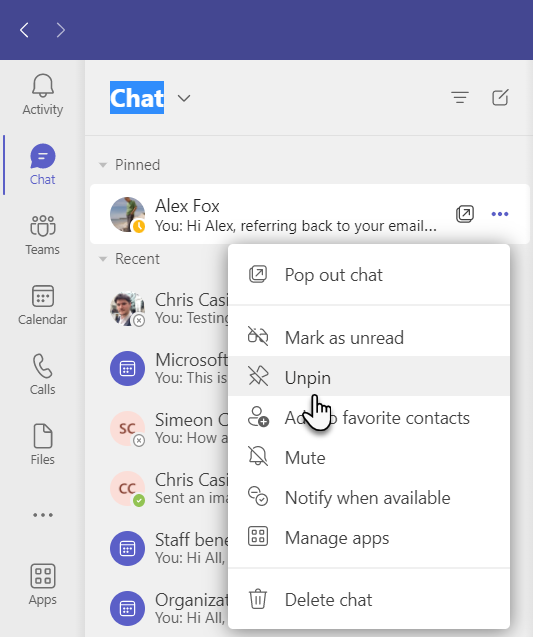 Activity
Chat
Teams
Calendar
Calls
Files
Apps
Chat
Pinned
Alex Fox
You: Hi Alex, referring back to your email...
Recent
Chris Casi
You: Testing
Microsoft
You: This is
Simeon C
You: How a
SC
Chris Casi
Sent an ima
CC
Staff bene
You: Hi All,
Organizat
You: Hi All,
Pop out chat
Mark as unread
Unpin
favorite contacts
Mute
Notify when available
Manage apps
Delete chat